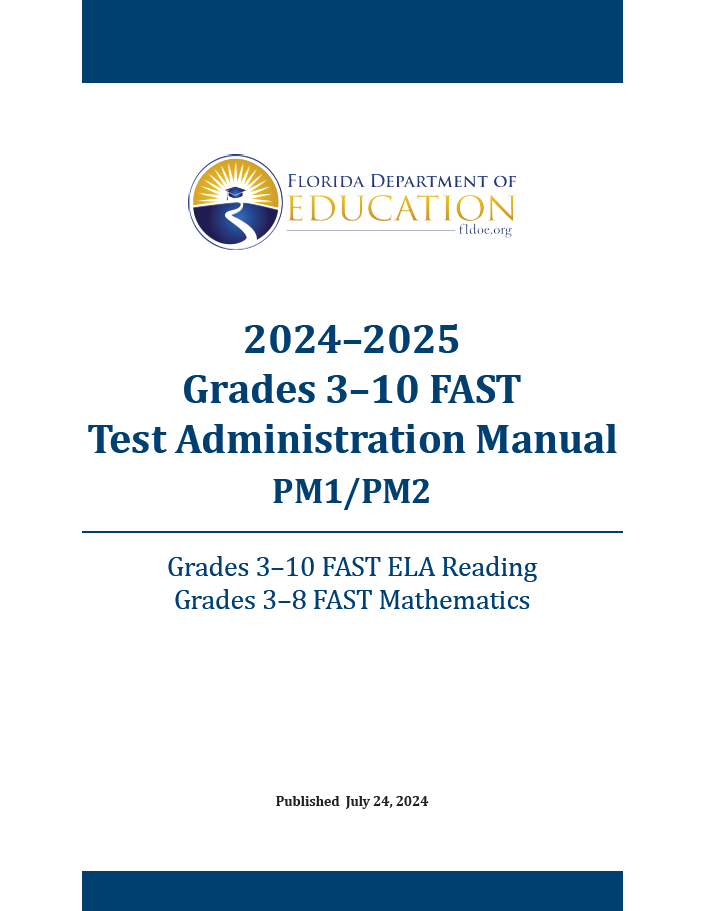 FLORIDA DEPARTMENT OF
EDUCATION
fldoe.org
2024–2025
Grades 3–10 FAST
Test Administration Manual
PM1/PM2
Grades 3–10 FAST ELA Reading
Grades 3–8 FAST Mathematics
Published July 24, 2024